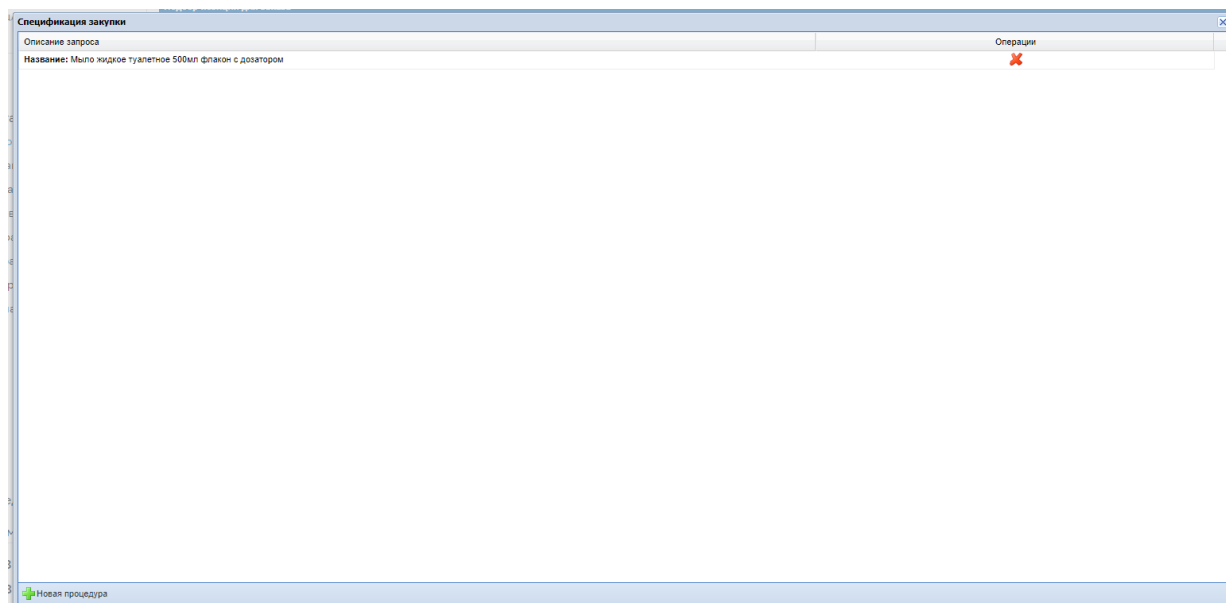 Спецификация закупки
Описание запроса Операции
Название: Мыло жидкое туалетное 500мл флакон с дозатором
Новая процедура